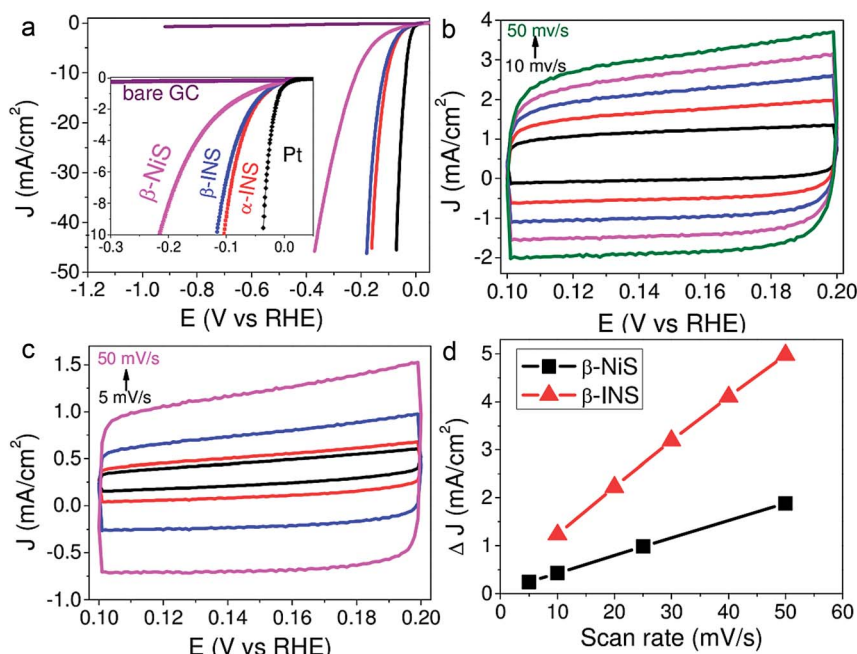 a
J (mA/cm²)
0
-10
-20
-30
-40
-50
0
-2
-4
-6
-8
-10
bare GC
β-NiS
β-INS
α-INS
Pt
-0.3 -0.2 -0.1 0.0
-1.2 -1.0 -0.8 -0.6 -0.4 -0.2 0.0
E (V vs RHE)
b
50 mv/s
10 mv/s
J (mA/cm²)
4
3
2
1
0
-1
-2
0.10 0.12 0.14 0.16 0.18 0.20
E (V vs RHE)
c
50 mV/s
5 mV/s
J (mA/cm²)
1.5
1.0
0.5
0.0
-0.5
-1.0
0.10 0.12 0.14 0.16 0.18 0.20
E (V vs RHE)
d
β-NiS
β-INS
Δ J (mA/cm²)
5
4
3
2
1
0
0 10 20 30 40 50 60
Scan rate (mV/s)